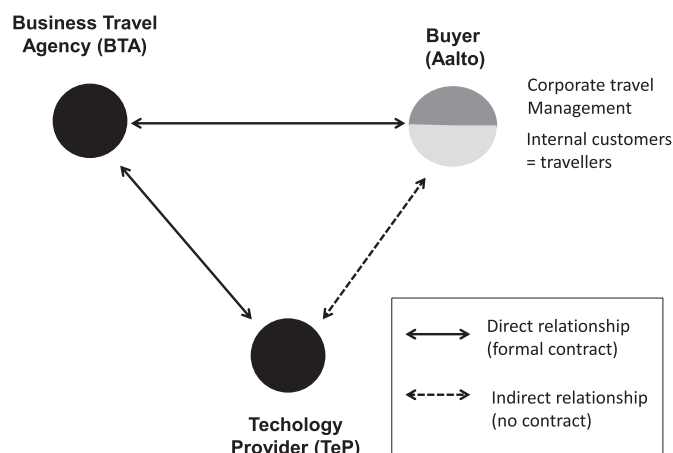 Business Travel
Agency (BTA)
Buyer
(Aalto)
Corporate travel
Management
Internal customers
= travellers
Direct relationship
(formal contract)
Indirect relationship
(no contract)
Techology
Provider (TeP)